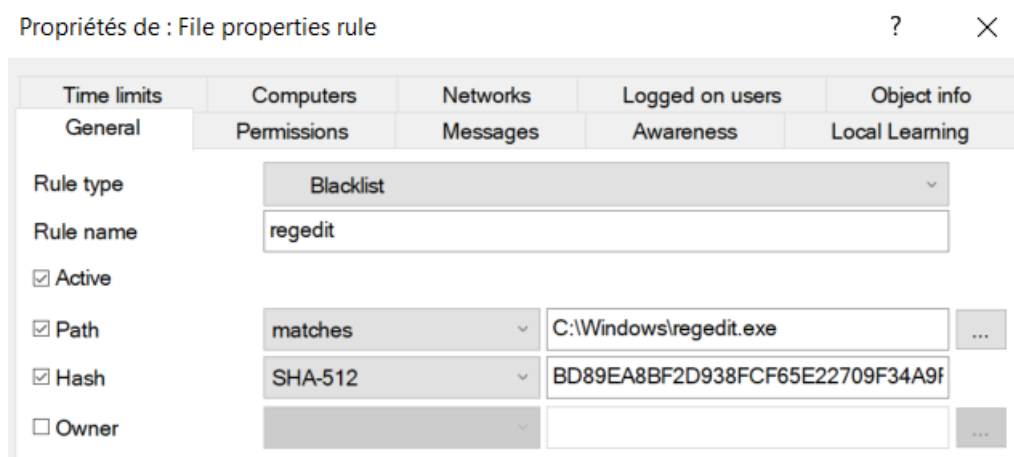 Propriétés de : File properties rule ? ×
Time limits Computers Networks Logged on users Object info
General Permissions Messages Awareness Local Learning
Rule type Blacklist
Rule name regedit
Active
Path matches C:\Windows\regedit.exe ...
Hash SHA-512 BD89EA8BF2D938FCF65E22709F34A9F
Owner ...